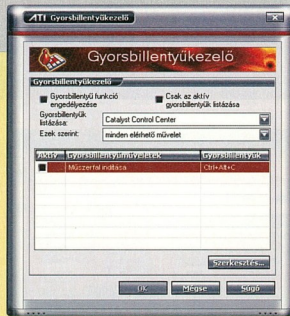 ATI Gyorsbillentyűkezelő
Gyorsbillentyűkezelő
Gyorsbillentyűkezelő
Gyorsbillentyű funkció engedélyezése
Csak az aktív gyorsbillentyűk listázása
Gyorsbillentyűk listázása:
Catalyst Control Center
Ezek szerint:
minden elérhető művelet
Aktív Gyorsbillentyűműveletek Gyorsbillentyűk
Műszerfal indítása Ctrl+Alt+C
Szerkesztés...
OK Mégse Súgó